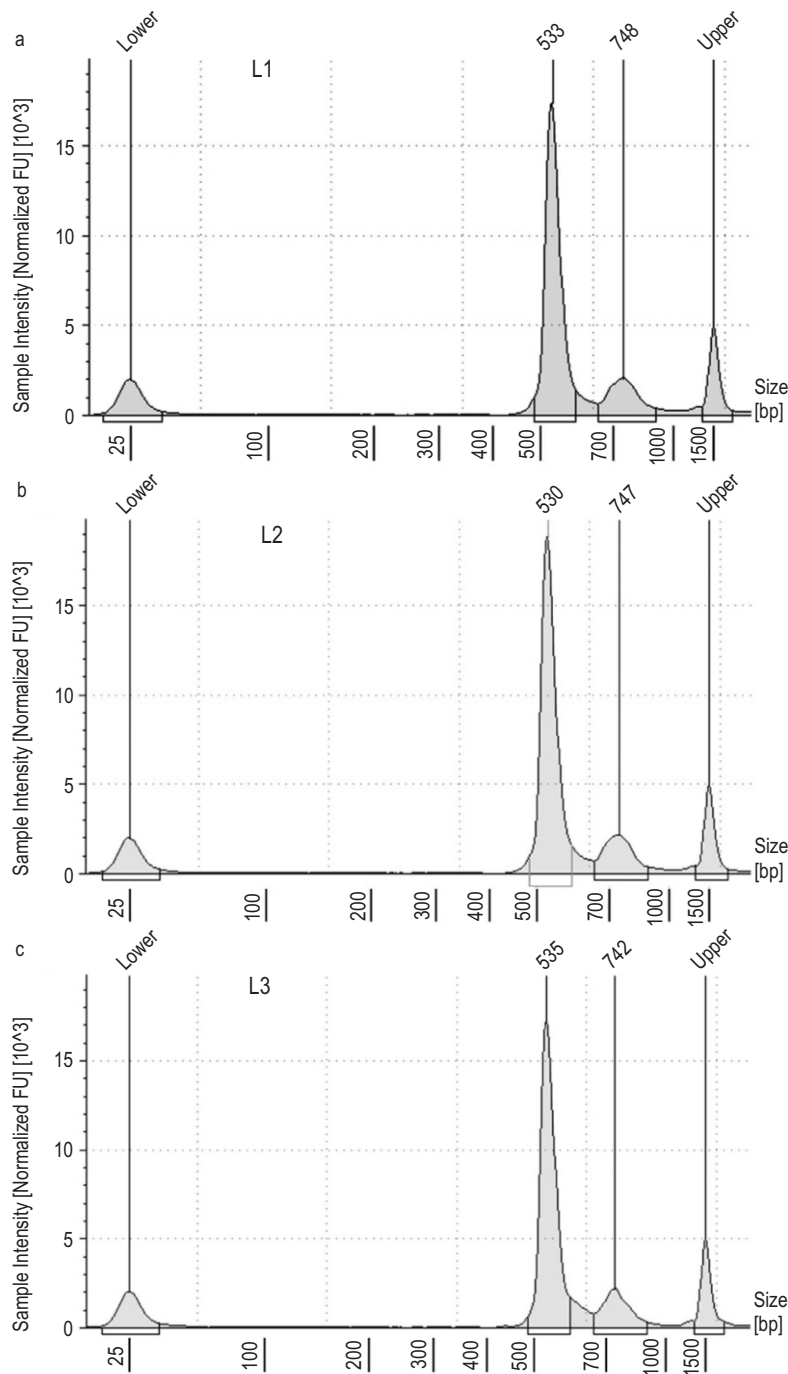 a
Lower
533
748
Upper
L1
Sample Intensity [Normalized FU] [10^3]
15
10
5
0
Size
[bp]
25
100
200
300
400
500
700
1000
1500
b
Lower
530
747
Upper
L2
Sample Intensity [Normalized FU] [10^3]
15
10
5
0
Size
[bp]
25
100
200
300
400
500
700
1000
1500
c
Lower
535
742
Upper
L3
Sample Intensity [Normalized FU] [10^3]
15
10
5
0
Size
[bp]
25
100
200
300
400
500
700
1000
1500